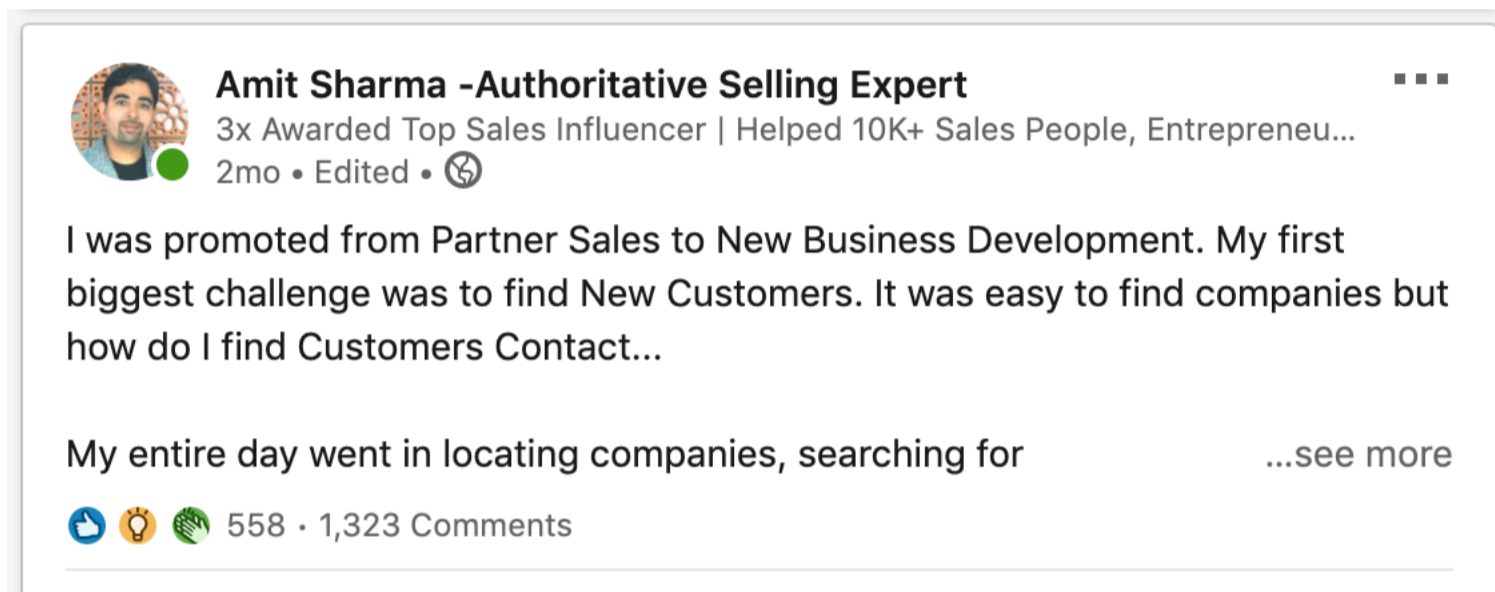 Amit Sharma -Authoritative Selling Expert
3x Awarded Top Sales Influencer | Helped 10K+ Sales People, Entrepreneu...
2mo • Edited •
I was promoted from Partner Sales to New Business Development. My first
biggest challenge was to find New Customers. It was easy to find companies but
how do I find Customers Contact...
My entire day went in locating companies, searching for ...see more
558 · 1,323 Comments